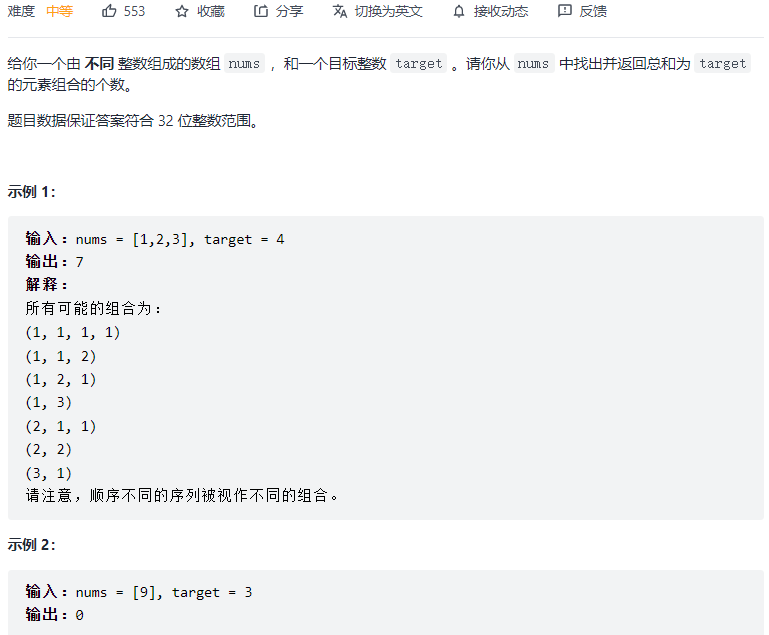 难度 中等 553 收藏 分享 切换为英文 接收动态 反馈
给你一个由 不同 整数组成的数组 nums ，和一个目标整数 target 。请你从 nums 中找出并返回总和为 target
的元素组合的个数。
题目数据保证答案符合 32 位整数范围。
示例 1：
输入：nums = [1,2,3], target = 4
输出：7
解释：
所有可能的组合为：
(1, 1, 1, 1)
(1, 1, 2)
(1, 2, 1)
(1, 3)
(2, 1, 1)
(2, 2)
(3, 1)
请注意，顺序不同的序列被视作不同的组合。
示例 2：
输入：nums = [9], target = 3
输出：0